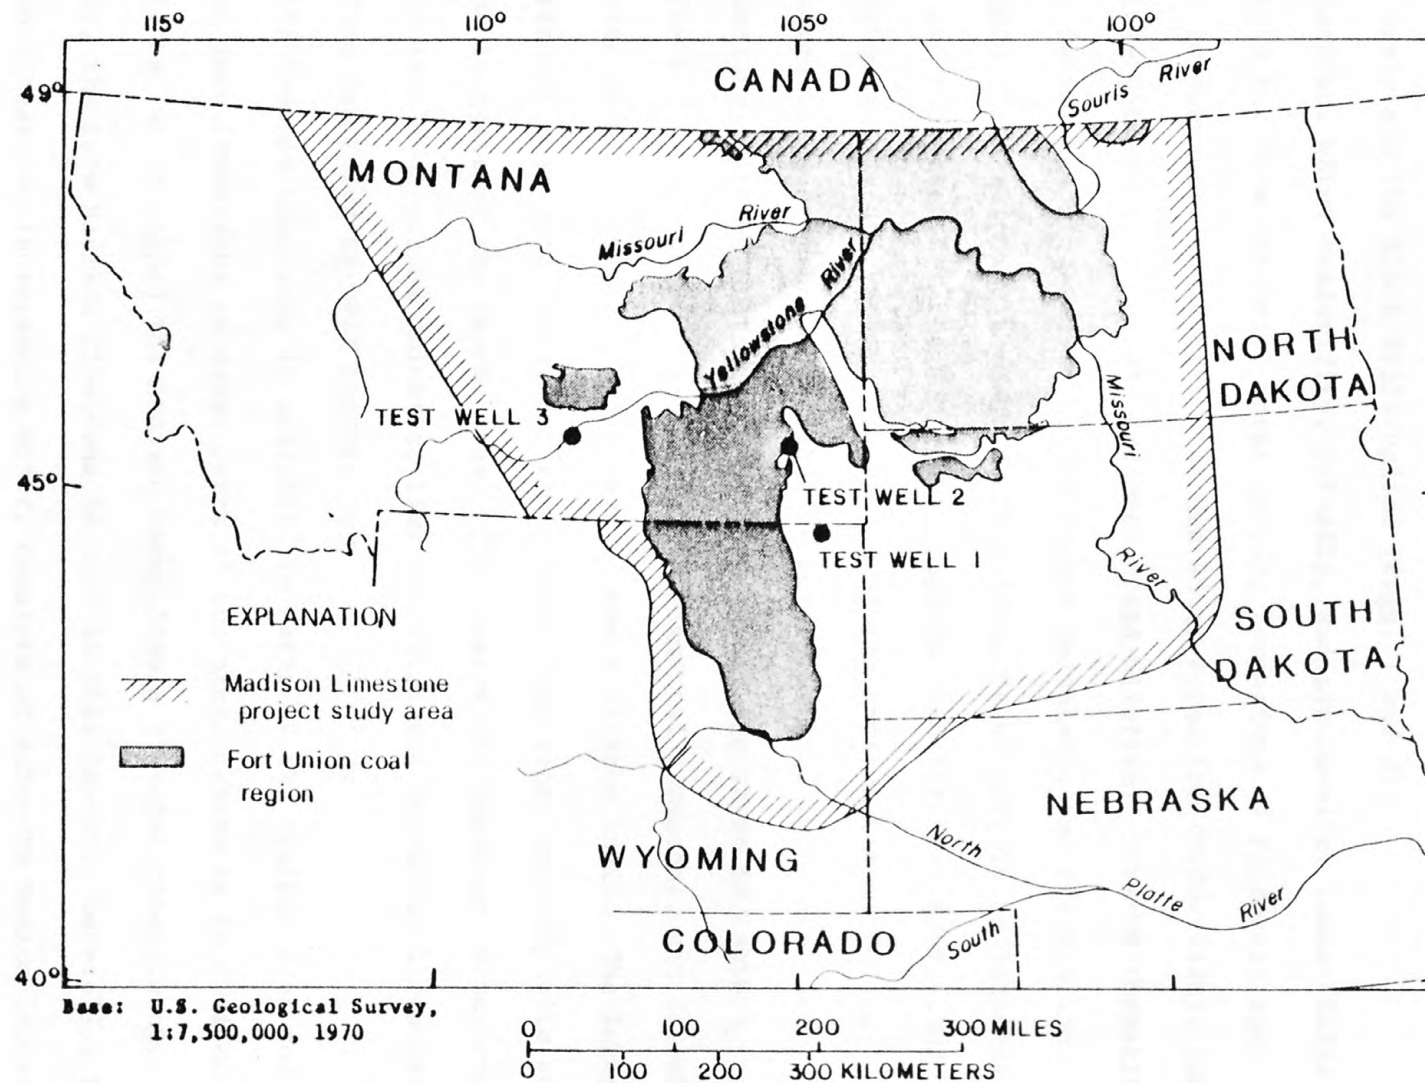 115° 110° 105° 100°
49°
45°
40°
CANADA
Souris River
MONTANA
Missouri River
Yellowstone River
NORTH
DAKOTA
Missouri
River
TEST WELL 3
TEST WELL 2
TEST WELL 1
SOUTH
DAKOTA
EXPLANATION
Madison Limestone
project study area
Fort Union coal
region
NEBRASKA
WYOMING
North
Platte
River
COLORADO
South
Base: U.S. Geological Survey,
1:7,500,000, 1970
0 100 200 300 MILES
0 100 200 300 KILOMETERS